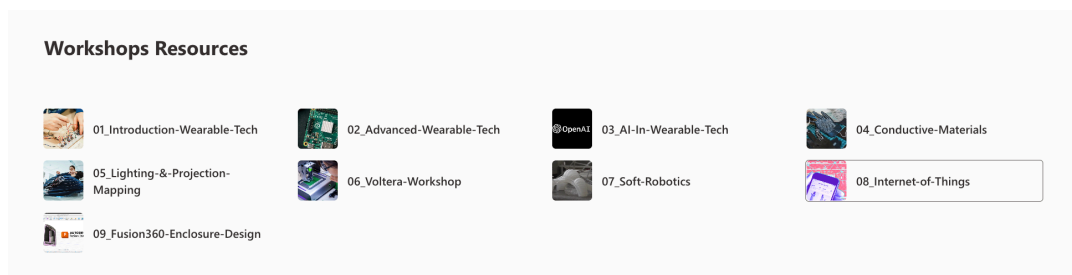 Workshops Resources
01_Introduction-Wearable-Tech
02_Advanced-Wearable-Tech
OpenAI
03_AI-In-Wearable-Tech
04_Conductive-Materials
05_Lighting-&-Projection-
Mapping
06_Voltera-Workshop
07_Soft-Robotics
08_Internet-of-Things
09_Fusion360-Enclosure-Design